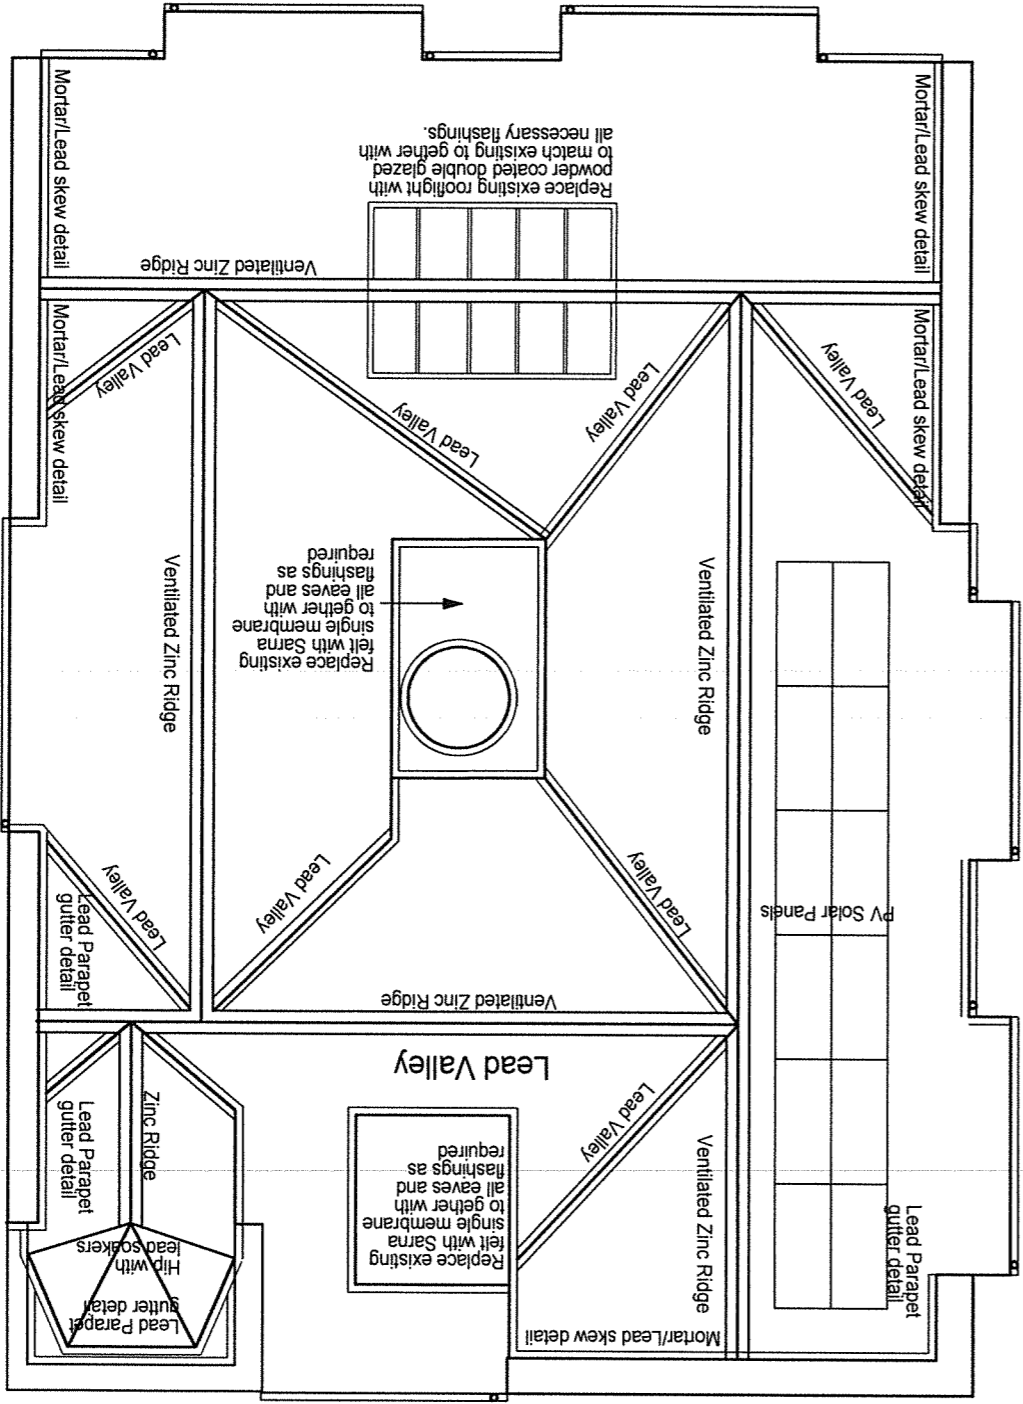 Mortar/Lead skew detail
Mortar/Lead skew detail
Replace existing rooflight with
powder coated double glazed
to match existing to gether with
all necessary flashings.
Ventilated Zinc Ridge
Mortar/Lead skew detail
Mortar/Lead skew detail
Lead Valley
Lead Valley
Lead Valley
Lead Valley
Ventilated Zinc Ridge
Replace existing
felt with Sarna
single membrane
to gether with
all eaves and
flashings as
required
Ventilated Zinc Ridge
PV Solar Panels
Lead Valley
Lead Parapet
gutter detail
Lead Valley
Lead Valley
Ventilated Zinc Ridge
Lead Valley
Lead Valley
Lead Parapet
gutter detail
Zinc Ridge
Replace existing
felt with Sarna
single membrane
to gether with
all eaves and
flashings as
required
Ventilated Zinc Ridge
Lead Parapet
gutter detail
Hip with
lead soakers
Lead Parapet
gutter detail
Mortar/Lead skew detail